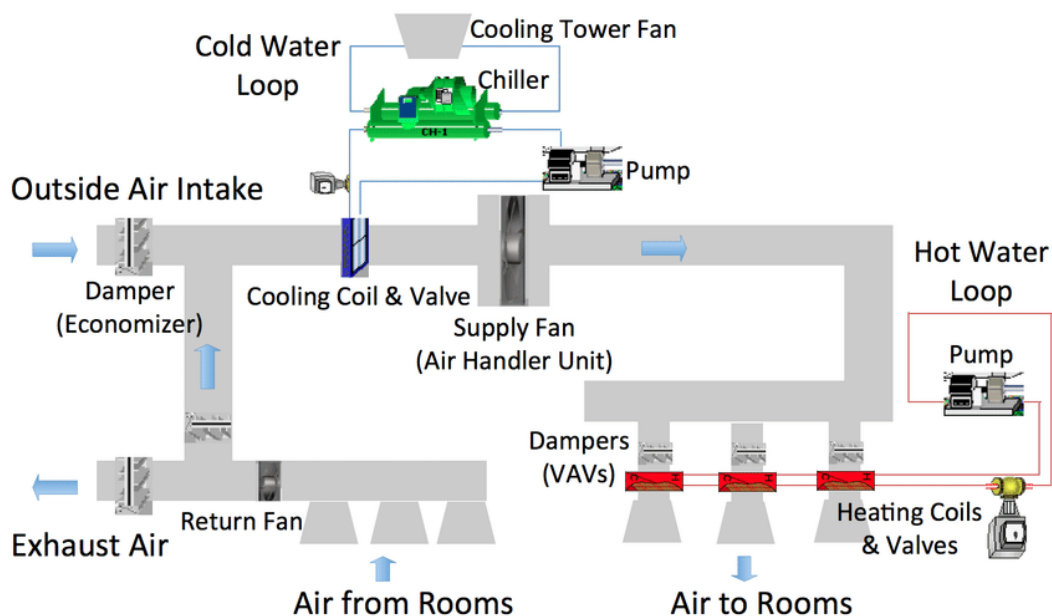 Cooling Tower Fan
Cold Water
Loop
Chiller
CH-1
Pump
Outside Air Intake
Damper
(Economizer)
Cooling Coil & Valve
Supply Fan
(Air Handler Unit)
Hot Water
Loop
Pump
Dampers
(VAVs)
C H
C H
C H
Heating Coils
& Valves
Return Fan
Exhaust Air
Air from Rooms
Air to Rooms